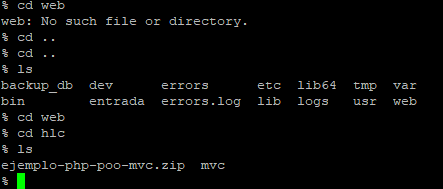 % cd web
web: No such file or directory.
% cd ..
% cd ..
% ls
backup_db  dev      errors      etc  lib64  tmp  var
bin        entrada  errors.log  lib  logs   usr  web
% cd web
% cd hlc
% ls
ejemplo-php-poo-mvc.zip  mvc
%